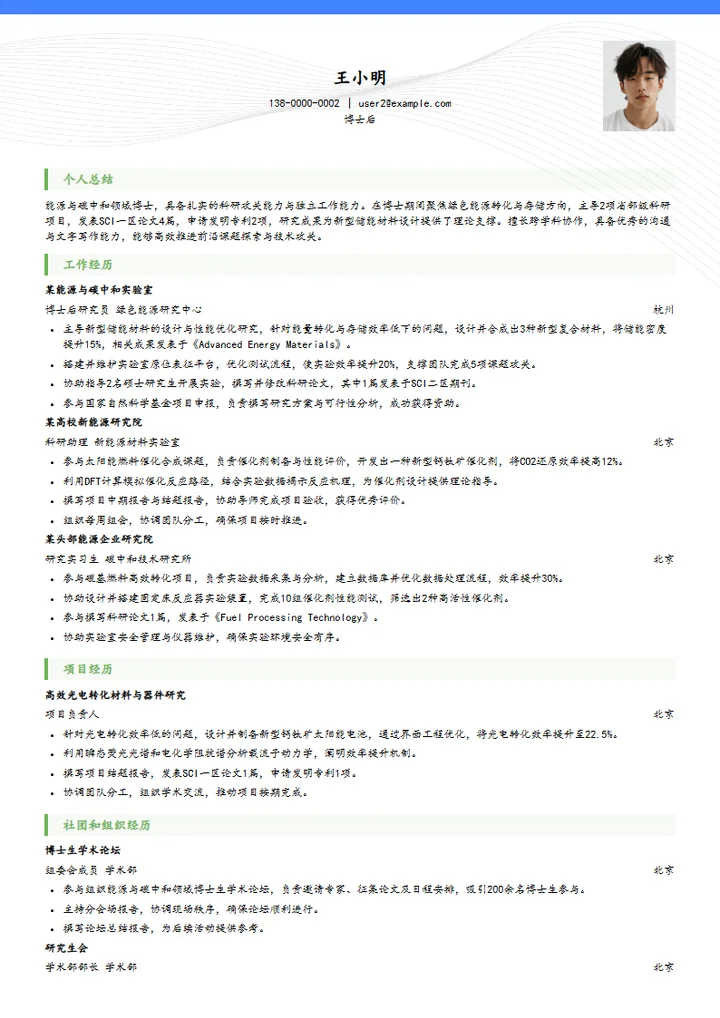 王小明
138-0000-0002 | user2@example.com
博士后
个人总结
能源与碳中和领域博士，具备扎实的科研攻关能力与独立工作能力。在博士期间聚焦绿色能源转化与存储方向，主导2项省部级科研
项目，发表SCI一区论文4篇，申请发明专利2项，研究成果为新型储能材料设计提供了理论支撑。擅长跨学科协作，具备优秀的沟通
与文字写作能力，能够高效推进前沿课题探索与技术攻关。
工作经历
某能源与碳中和实验室
博士后研究员 绿色能源研究中心 杭州
• 主导新型储能材料的设计与性能优化研究，针对能量转化与存储效率低下的问题，设计并合成出3种新型复合材料，将储能密度
提升15%，相关成果发表于《Advanced Energy Materials》。
• 搭建并维护实验室原位表征平台，优化测试流程，使实验效率提升20%，支撑团队完成5项课题攻关。
• 协助指导2名硕士研究生开展实验，撰写并修改科研论文，其中1篇发表于SCI二区期刊。
• 参与国家自然科学基金项目申报，负责撰写研究方案与可行性分析，成功获得资助。
某高校新能源研究院
科研助理 新能源材料实验室 北京
• 参与太阳能燃料催化合成课题，负责催化剂制备与性能评价，开发出一种新型钙钛矿催化剂，将CO2还原效率提高12%。
• 利用DFT计算模拟催化反应路径，结合实验数据揭示反应机理，为催化剂设计提供理论指导。
• 撰写项目中期报告与结题报告，协助导师完成项目验收，获得优秀评价。
• 组织每周组会，协调团队分工，确保项目按时推进。
某头部能源企业研究院
研究实习生 碳中和技术研究所 北京
• 参与碳基燃料高效转化项目，负责实验数据采集与分析，建立数据库并优化数据处理流程，效率提升30%。
• 协助设计并搭建固定床反应器实验装置，完成10组催化剂性能测试，筛选出2种高活性催化剂。
• 参与撰写科研论文1篇，发表于《Fuel Processing Technology》。
• 协助实验室安全管理与仪器维护，确保实验环境安全有序。
项目经历
高效光电转化材料与器件研究
项目负责人 北京
• 针对光电转化效率低的问题，设计并制备新型钙钛矿太阳能电池，通过界面工程优化，将光电转化效率提升至22.5%。
• 利用瞬态荧光光谱和电化学阻抗谱分析载流子动力学，阐明效率提升机制。
• 撰写项目结题报告，发表SCI一区论文1篇，申请发明专利1项。
• 协调团队分工，组织学术交流，推动项目按期完成。
社团和组织经历
博士生学术论坛
组委会成员 学术部 北京
• 参与组织能源与碳中和领域博士生学术论坛，负责邀请专家、征集论文及日程安排，吸引200余名博士生参与。
• 主持分会场报告，协调现场秩序，确保论坛顺利进行。
• 撰写论坛总结报告，为后续活动提供参考。
研究生会
学术部部长 学术部 北京